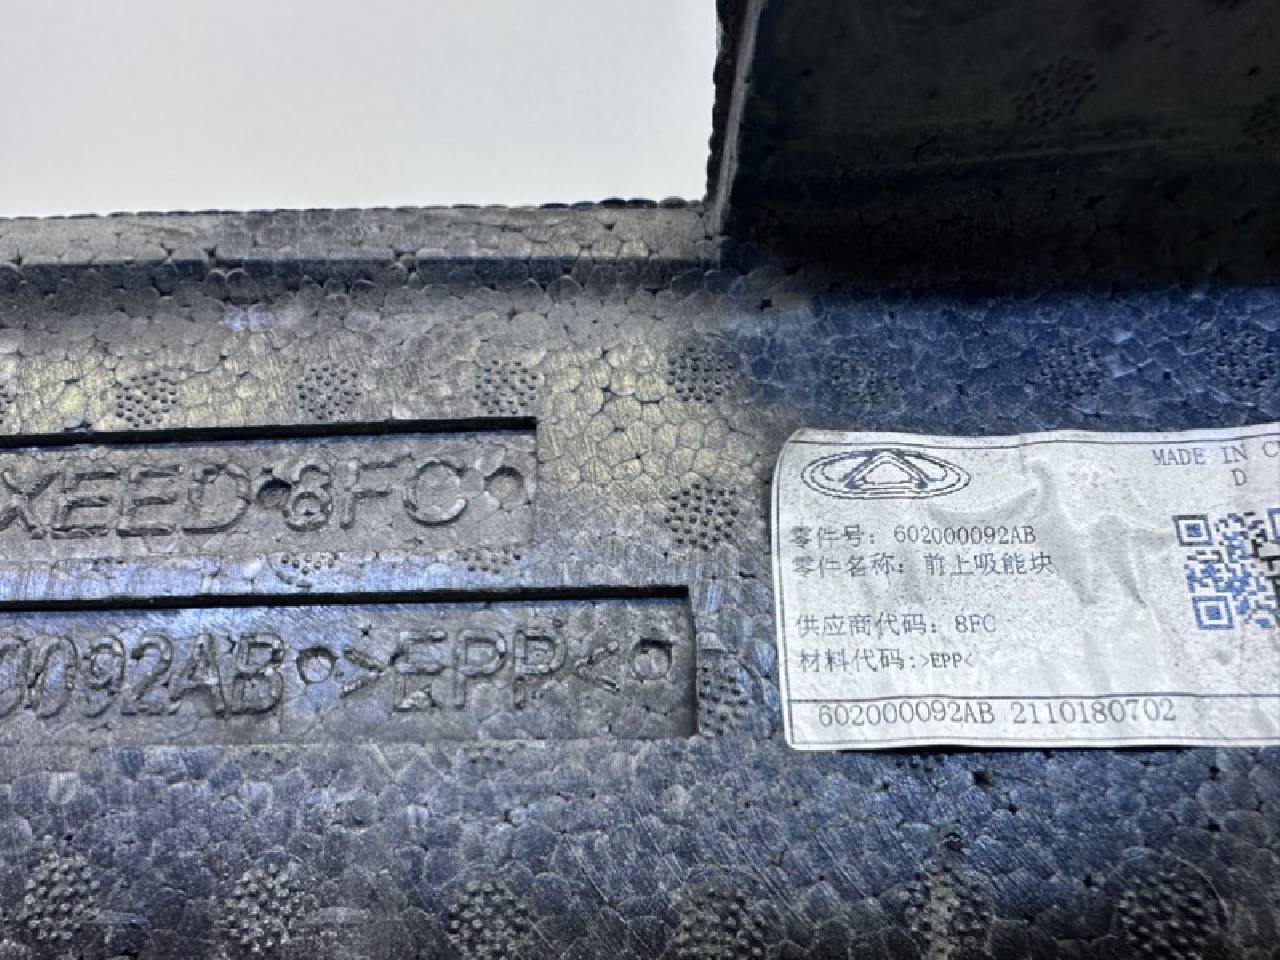 XEED 8FC
0092AB >EPP<
MADE IN C
D
零件号: 602000092AB
零件名称: 前上吸能块
供应商代码: 8FC
材料代码:>EPP<
602000092AB 2110180702